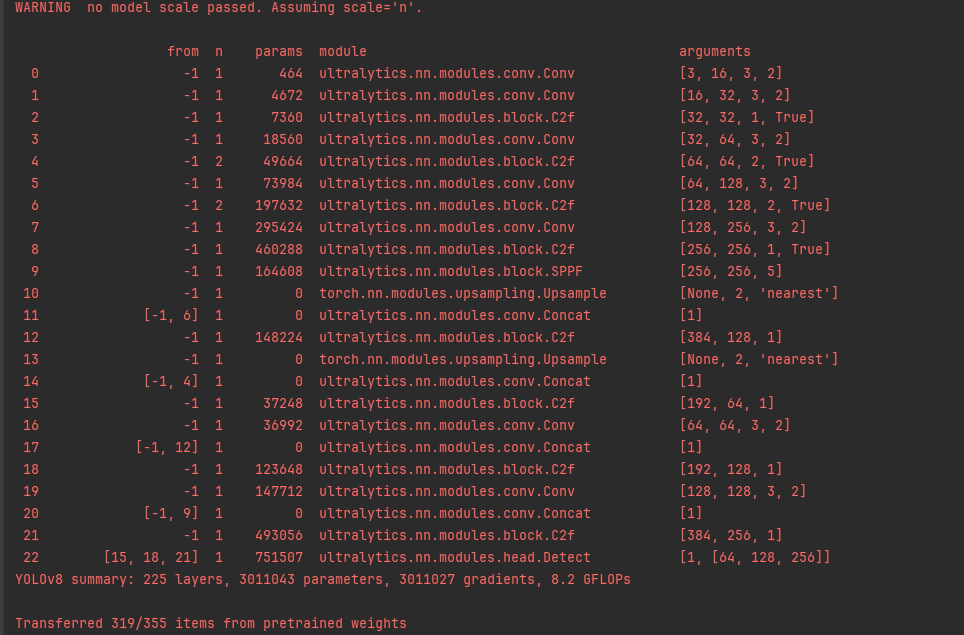 WARNING  no model scale passed. Assuming scale='n'.
from  n    params  module                                       arguments
0                  -1  1       464  ultralytics.nn.modules.conv.Conv             [3, 16, 3, 2]
1                  -1  1      4672  ultralytics.nn.modules.conv.Conv             [16, 32, 3, 2]
2                  -1  1      7360  ultralytics.nn.modules.block.C2f             [32, 32, 1, True]
3                  -1  1     18560  ultralytics.nn.modules.conv.Conv             [32, 64, 3, 2]
4                  -1  2     49664  ultralytics.nn.modules.block.C2f             [64, 64, 2, True]
5                  -1  1     73984  ultralytics.nn.modules.conv.Conv             [64, 128, 3, 2]
6                  -1  2    197632  ultralytics.nn.modules.block.C2f             [128, 128, 2, True]
7                  -1  1    295424  ultralytics.nn.modules.conv.Conv             [128, 256, 3, 2]
8                  -1  1    460288  ultralytics.nn.modules.block.C2f             [256, 256, 1, True]
9                  -1  1    164608  ultralytics.nn.modules.block.SPPF            [256, 256, 5]
10                  -1  1         0  torch.nn.modules.upsampling.Upsample         [None, 2, 'nearest']
11             [-1, 6]  1         0  ultralytics.nn.modules.conv.Concat           [1]
12                  -1  1    148224  ultralytics.nn.modules.block.C2f             [384, 128, 1]
13                  -1  1         0  torch.nn.modules.upsampling.Upsample         [None, 2, 'nearest']
14             [-1, 4]  1         0  ultralytics.nn.modules.conv.Concat           [1]
15                  -1  1     37248  ultralytics.nn.modules.block.C2f             [192, 64, 1]
16                  -1  1     36992  ultralytics.nn.modules.conv.Conv             [64, 64, 3, 2]
17            [-1, 12]  1         0  ultralytics.nn.modules.conv.Concat           [1]
18                  -1  1    123648  ultralytics.nn.modules.block.C2f             [192, 128, 1]
19                  -1  1    147712  ultralytics.nn.modules.conv.Conv             [128, 128, 3, 2]
20             [-1, 9]  1         0  ultralytics.nn.modules.conv.Concat           [1]
21                  -1  1    493056  ultralytics.nn.modules.block.C2f             [384, 256, 1]
22        [15, 18, 21]  1    751507  ultralytics.nn.modules.head.Detect           [1, [64, 128, 256]]
YOLOv8 summary: 225 layers, 3011043 parameters, 3011027 gradients, 8.2 GFLOPs
Transferred 319/355 items from pretrained weights